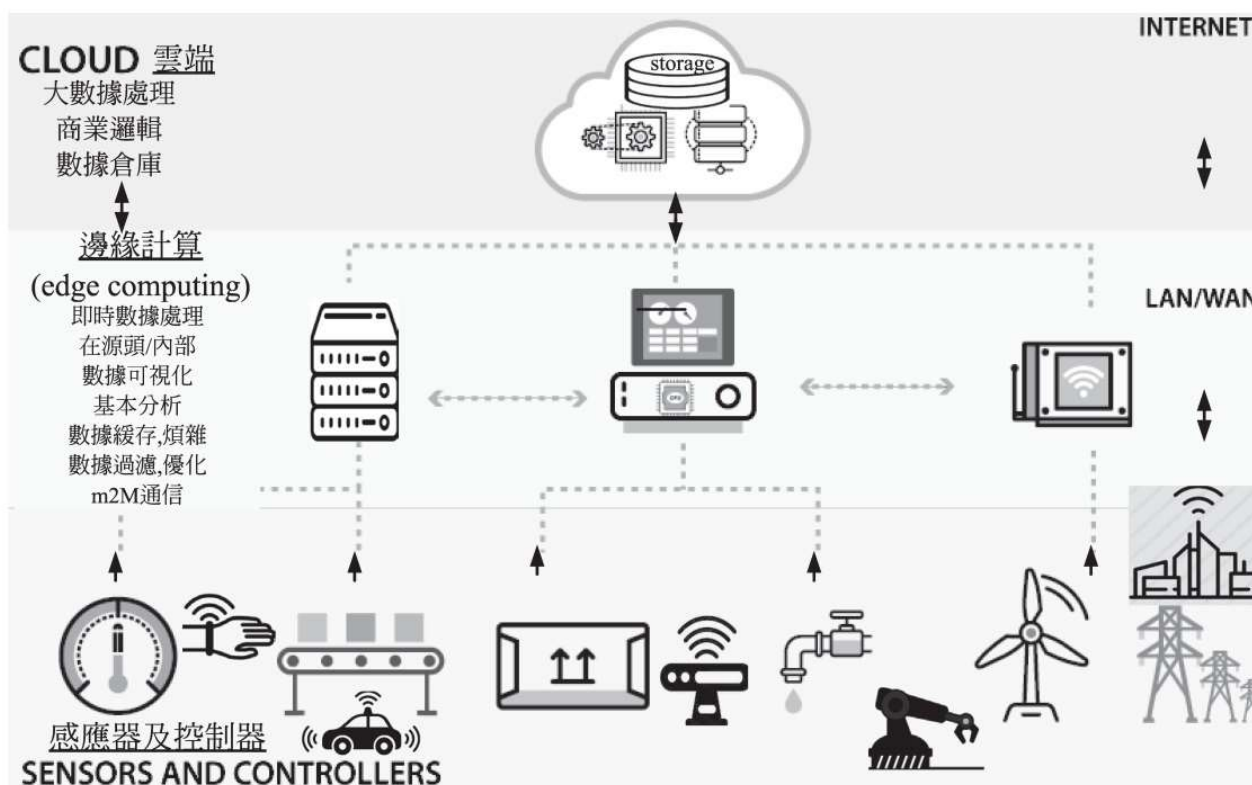 CLOUD 雲端
大數據處理
商業邏輯
數據倉庫
storage
INTERNET
邊緣計算
(edge computing)
即時數據處理
在源頭/內部
數據可視化
基本分析
數據緩存,煩雜
數據過濾,優化
m2M通信
CPU
LAN/WAN
感應器及控制器
SENSORS AND CONTROLLERS